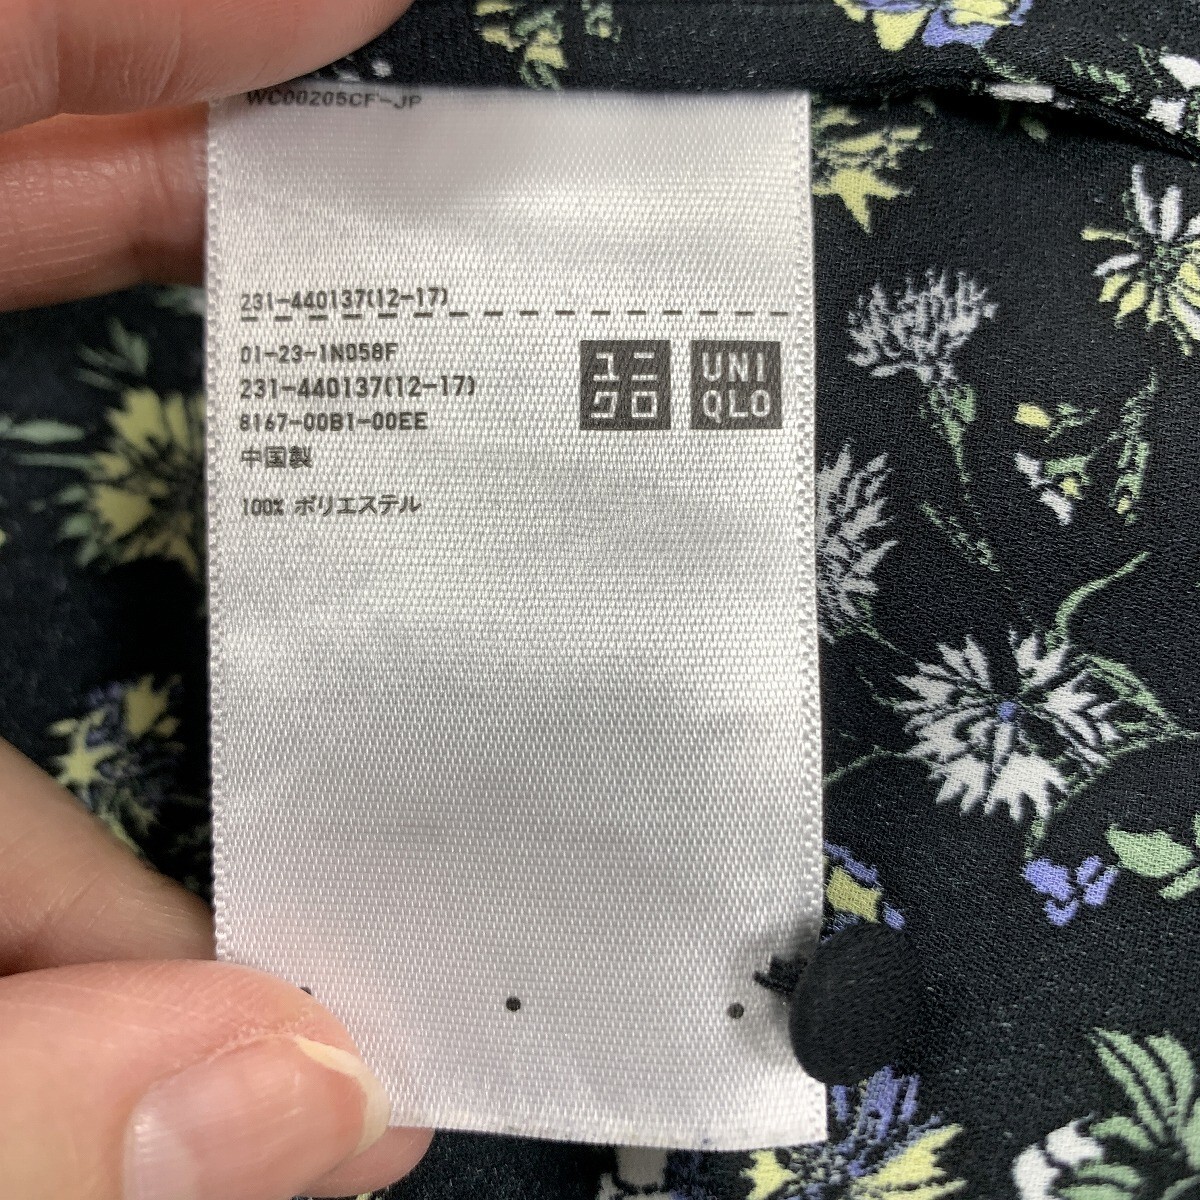 WC00205CF-JP
231-440137(12-17)
01-23-1N058F
231-440137(12-17)
8167-00B1-00EE
中国製
100% ポリエステル
ユニ
クロ
UNI
QLO